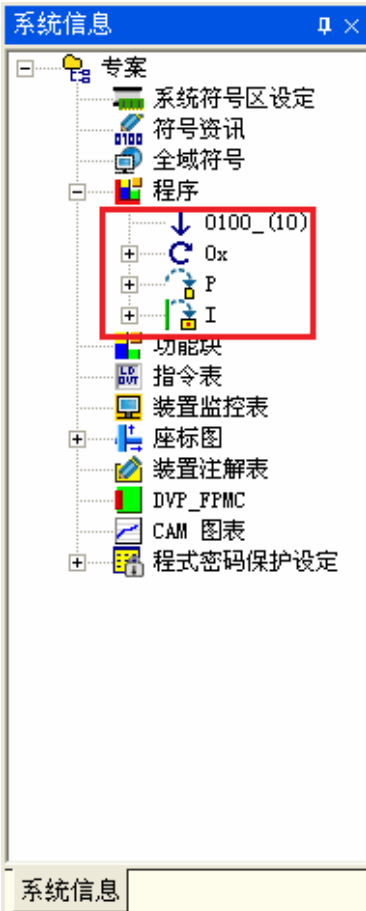 系统信息
专案
系统符号区设定
符号资讯
全域符号
程序
O100_(10)
Ox
P
I
功能块
指令表
装置监控表
座标图
装置注解表
DVP_FPMC
CAM 图表
程式密码保护设定
系统信息